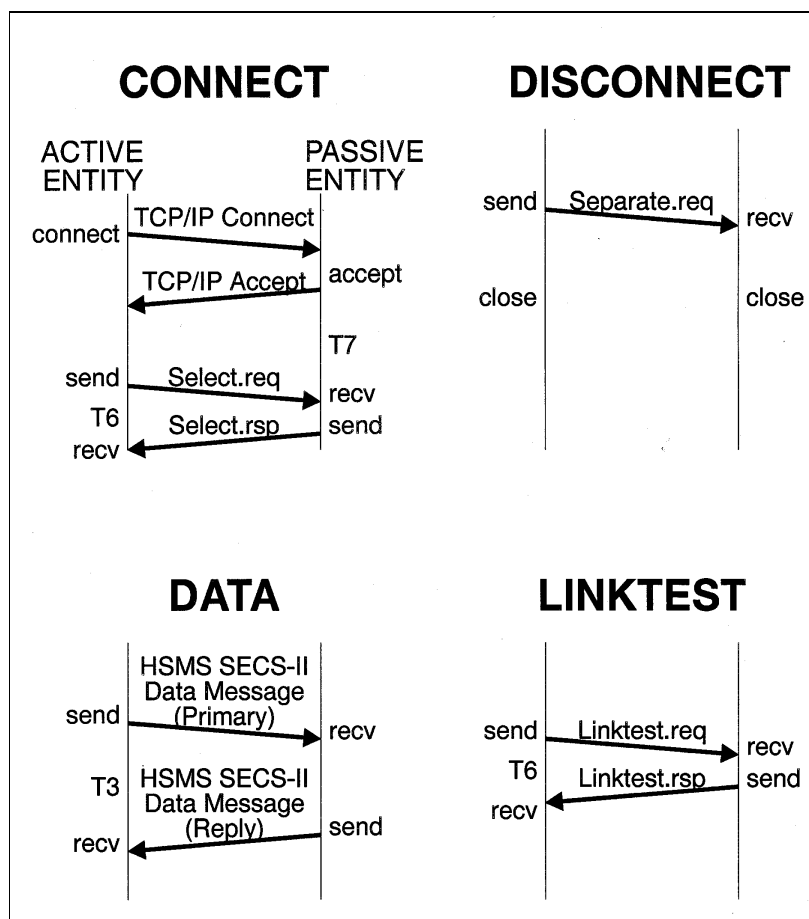 CONNECT
ACTIVE
ENTITY
PASSIVE
ENTITY
connect
TCP/IP Connect
TCP/IP Accept
accept
T7
send
Select.req
recv
T6
Select.rsp
send
recv
DISCONNECT
send
Separate.req
recv
close
close
DATA
HSMS SECS-II
Data Message
(Primary)
send
recv
T3
HSMS SECS-II
Data Message
(Reply)
send
recv
LINKTEST
send
Linktest.req
recv
T6
Linktest.rsp
send
recv